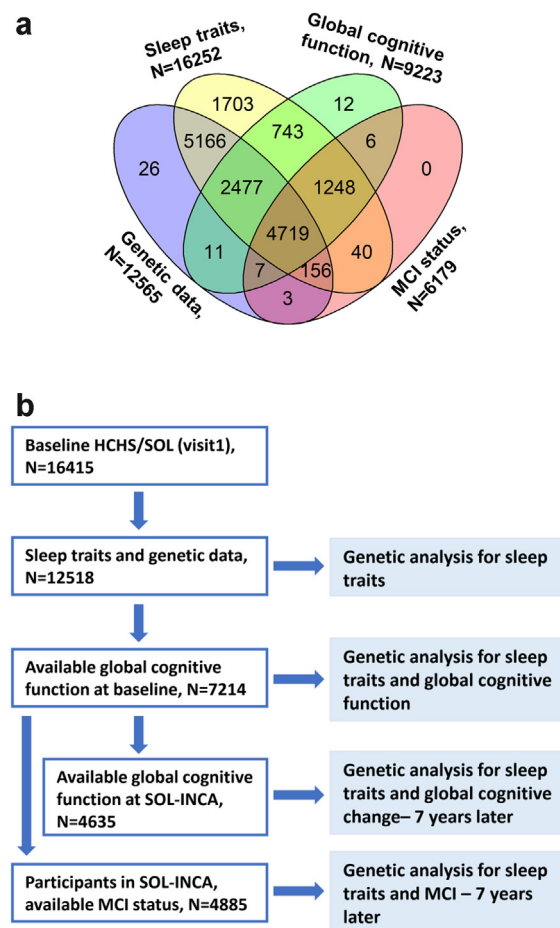 a
Sleep traits,
N=16252
Global cognitive
function, N=9223
1703
12
5166
743
6
26
2477
1248
0
4719
11
7
156
40
3
Genetic data,
N=12565
MCI status,
N=6179
b
Baseline HCHS/SOL (visit1),
N=16415
Sleep traits and genetic data,
N=12518
Genetic analysis for sleep
traits
Available global cognitive
function at baseline, N=7214
Genetic analysis for sleep
traits and global cognitive
function
Available global cognitive
function at SOL-INCA,
N=4635
Genetic analysis for sleep
traits and global cognitive
change– 7 years later
Participants in SOL-INCA,
available MCI status, N=4885
Genetic analysis for sleep
traits and MCI – 7 years
later